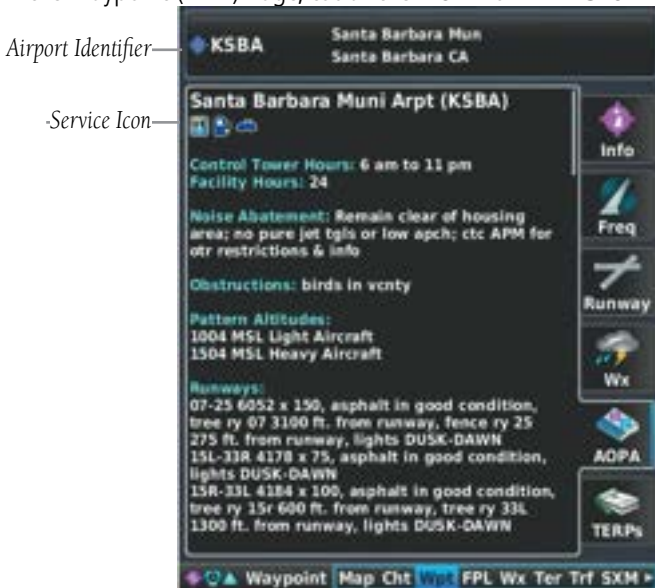 Airport Identifier
-Service Icon
KSBA
Santa Barbara Mun
Santa Barbara CA
Santa Barbara Muni Arpt (KSBA)
Control Tower Hours: 6 am to 11 pm
Facility Hours: 24
Noise Abatement: Remain clear of housing
area; no pure jet tgls or low apch; ctc APM for
otr restrictions & info
Obstructions: birds in vcnty
Pattern Altitudes:
1004 MSL Light Aircraft
1504 MSL Heavy Aircraft
Runways:
07-25 6052 x 150, asphalt in good condition,
tree ry 07 3100 ft. from runway, fence ry 25
275 ft. from runway, lights DUSK-DAWN
15L-33R 4178 x 75, asphalt in good condition,
lights DUSK-DAWN
15R-33L 4184 x 100, asphalt in good condition,
tree ry 15r 600 ft. from runway, tree ry 33L
1300 ft. from runway, lights DUSK-DAWN
Info
Freq
Runway
Wx
AOPA
TERPs
Waypoint Map Cht Wpt FPL Wx Ter Trf SXM